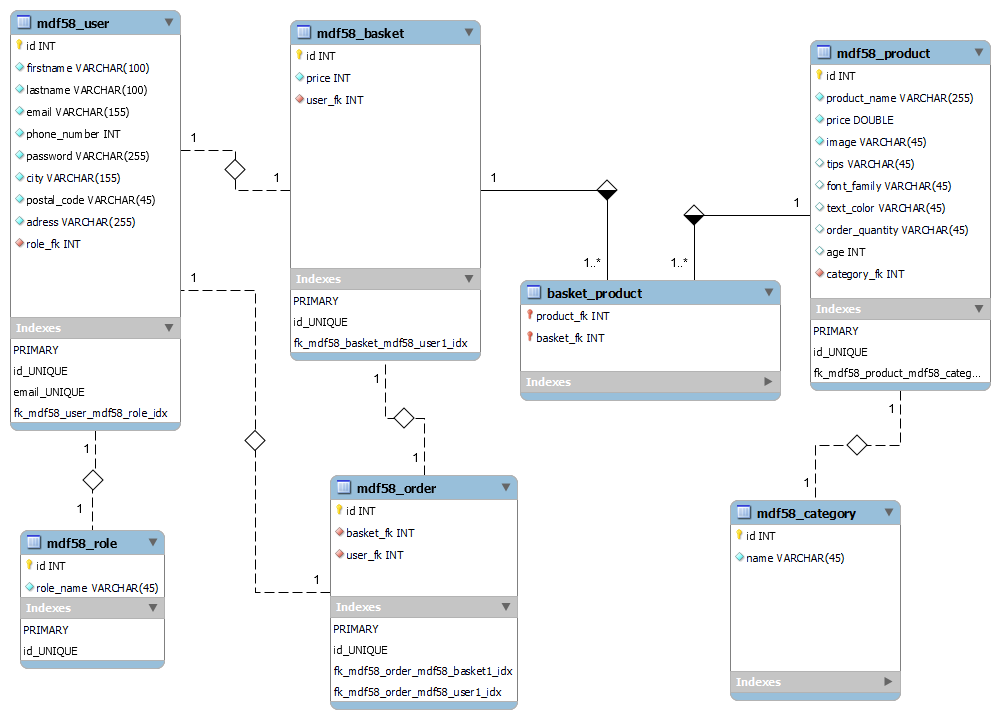 mdf58_user
id INT
firstname VARCHAR(100)
lastname VARCHAR(100)
email VARCHAR(155)
phone_number INT
password VARCHAR(255)
city VARCHAR(155)
postal_code VARCHAR(45)
adress VARCHAR(255)
role_fk INT
Indexes
PRIMARY
id_UNIQUE
email_UNIQUE
fk_mdf58_user_mdf58_role_idx
1
1
mdf58_role
id INT
role_name VARCHAR(45)
Indexes
PRIMARY
id_UNIQUE
1
1
mdf58_basket
id INT
price INT
user_fk INT
Indexes
PRIMARY
id_UNIQUE
fk_mdf58_basket_mdf58_user1_idx
1
1
1
1
mdf58_order
id INT
basket_fk INT
user_fk INT
Indexes
PRIMARY
id_UNIQUE
fk_mdf58_order_mdf58_basket1_idx
fk_mdf58_order_mdf58_user1_idx
1
1..*
1
1..*
basket_product
product_fk INT
basket_fk INT
Indexes
mdf58_product
id INT
product_name VARCHAR(255)
price DOUBLE
image VARCHAR(45)
tips VARCHAR(45)
font_family VARCHAR(45)
text_color VARCHAR(45)
order_quantity VARCHAR(45)
age INT
category_fk INT
Indexes
PRIMARY
id_UNIQUE
fk_mdf58_product_mdf58_categ...
1
1
mdf58_category
id INT
name VARCHAR(45)
Indexes